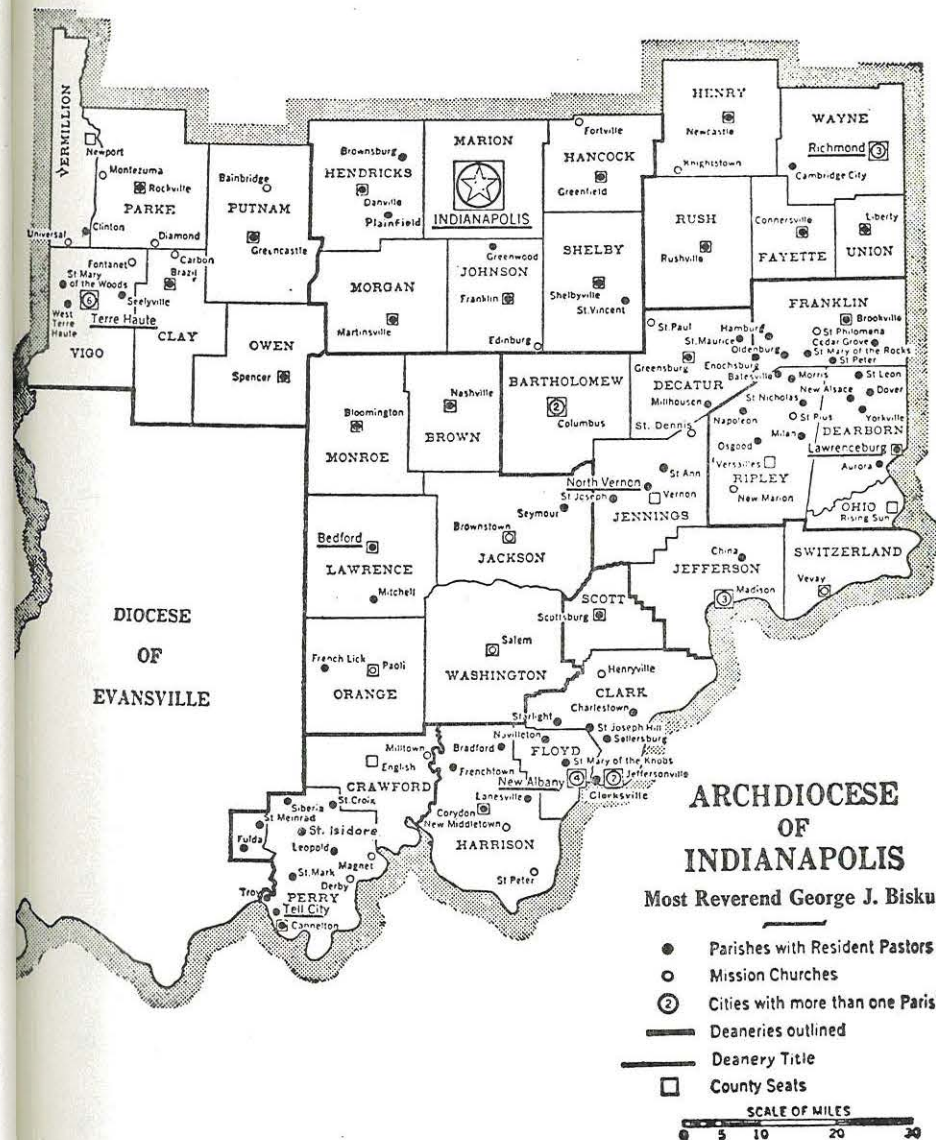 HENRY
Newcastle
Knightstown
WAYNE
Richmond 3
Cambridge City
VERMILLION
Newport
Montezuma
Rockville
PARKE
Universal
Clinton
Diamond
Bainbridge
PUTNAM
Greencastle
Brownsburg
HENDRICKS
Danville
Plainfield
MARION
INDIANAPOLIS
Fortville
HANCOCK
Greenfield
RUSH
Rushville
Connersville
FAYETTE
Liberty
UNION
Fontanet
Carbon
Brazil
St Mary
of the Woods
6
Seelyville
West
Terre
Haute
Terre Haute
VIGO
CLAY
OWEN
Spencer
MORGAN
Martinsville
Greenwood
JOHNSON
Franklin
Edinburg
SHELBY
Shelbyville
St.Vincent
FRANKLIN
Brookville
St Philomena
Cedar Grove
St Mary of the Rocks
St Peter
St.Paul
Hamburg
St.Maurice
Oldenburg
Greensburg
Enochsburg
DECATUR
Batesville
Millhousen
Morris
St Leon
St Nicholas
New Alsace
Dover
Napoleon
St Pius
Yorkville
Milan
DEARBORN
Osgood
Lawrenceburg
Versailles
Aurora
RIPLEY
New Marion
OHIO
Rising Sun
Bloomington
MONROE
Nashville
BROWN
BARTHOLOMEW
2
Columbus
St. Dennis
St Ann
North Vernon
St Joseph
Vernon
JENNINGS
Seymour
Brownstown
JACKSON
Bedford
LAWRENCE
Mitchell
China
JEFFERSON
3 Madison
SWITZERLAND
Vevay
SCOTT
Scottsburg
DIOCESE
OF
EVANSVILLE
French Lick
Paoli
ORANGE
Salem
WASHINGTON
Henryville
CLARK
Charlestown
Starlight
St Joseph Hill
Sellersburg
Navilleton
FLOYD
St Mary of the Knobs
New Albany 4
Jeffersonville
Clarksville
Bradford
Frenchtown
Lanesville
Corydon
New Middletown
HARRISON
St Peter
Milltown
English
CRAWFORD
Siberia
St.Croix
St Meinrad
St. Isidore
Fulda
Leopold
Magnet
St.Mark
Derby
Troy
PERRY
Tell City
Cannelton
ARCHDIOCESE
OF
INDIANAPOLIS
Most Reverend George J. Bisku
Parishes with Resident Pastors
Mission Churches
2 Cities with more than one Paris
Deaneries outlined
Deanery Title
County Seats
SCALE OF MILES
0 5 10 20 30